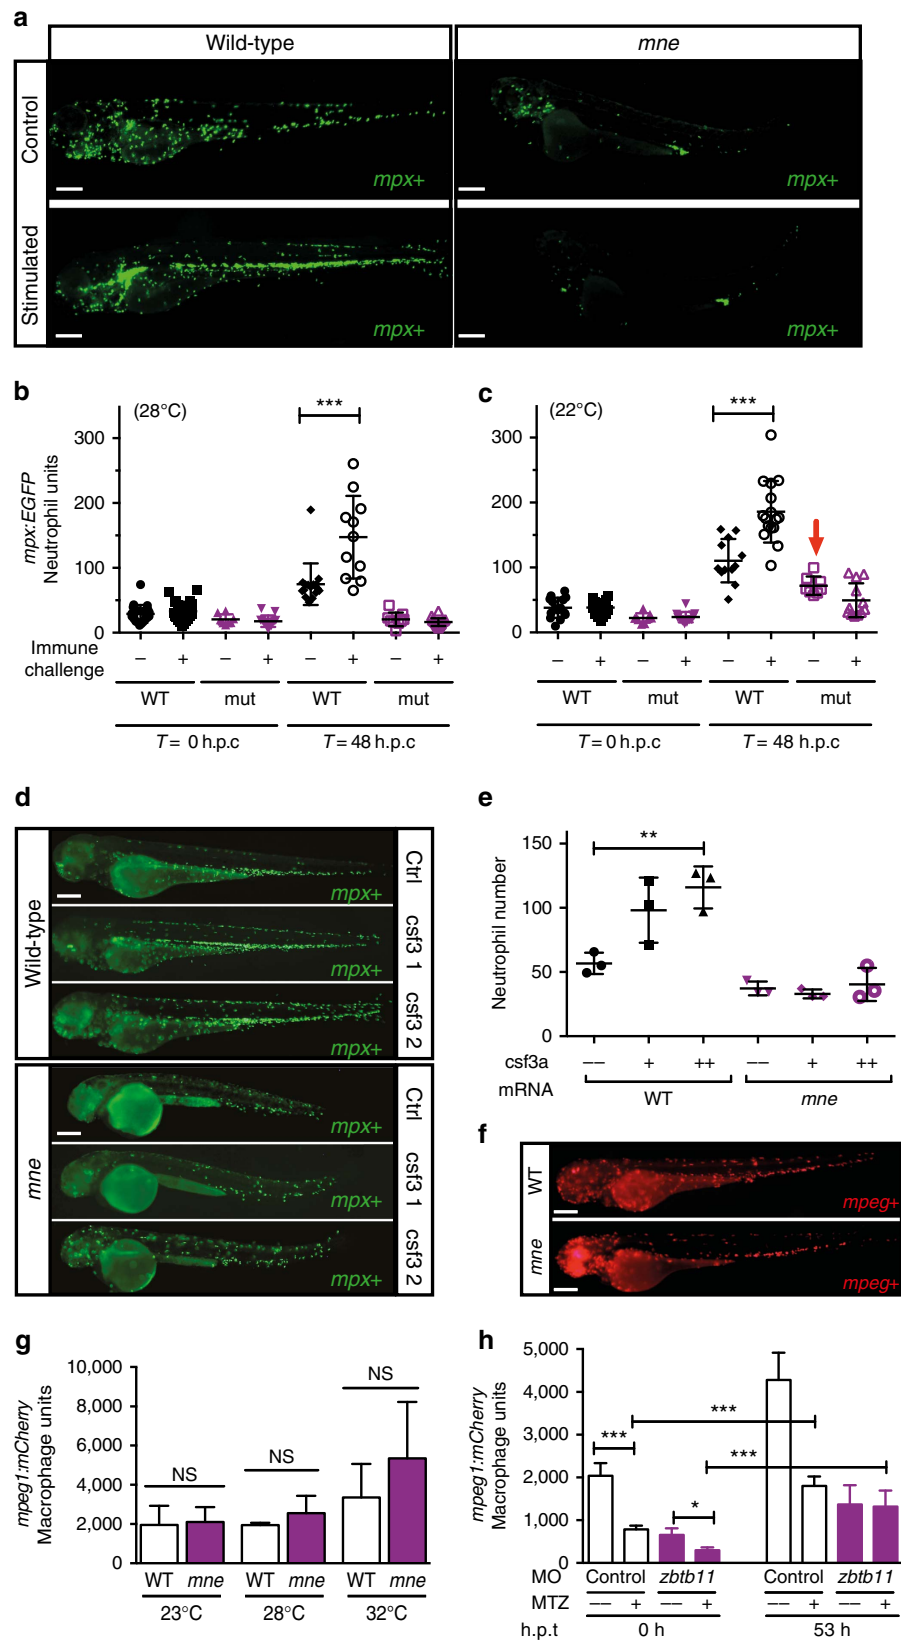 a
Wild-type
mne
Control
mpx+
mpx+
Stimulated
mpx+
mpx+
b
(28°C)
***
mpx:EGFP
Neutrophil units
300
200
100
0
Immune
challenge
– + – + – + – +
WT mut WT mut
T = 0 h.p.c T = 48 h.p.c
c
(22°C)
***
300
200
100
0
– + – + – + – +
WT mut WT mut
T = 0 h.p.c T = 48 h.p.c
d
Wild-type
Ctrl
mpx+
csf3 1
mpx+
csf3 2
mpx+
mne
Ctrl
mpx+
csf3 1
mpx+
csf3 2
mpx+
e
**
Neutrophil number
150
100
50
0
csf3a –– + ++ –– + ++
mRNA
WT mne
f
WT
mpeg+
mne
mpeg+
g
mpeg1:mCherry
Macrophage units
10,000
8,000
6,000
4,000
2,000
0
NS
NS
NS
WT mne WT mne WT mne
23°C 28°C 32°C
h
mpeg1:mCherry
Macrophage units
5,000
4,000
3,000
2,000
1,000
0
***
***
***
*
MO Control zbtb11 Control zbtb11
MTZ –– + –– + –– + –– +
h.p.t 0 h 53 h